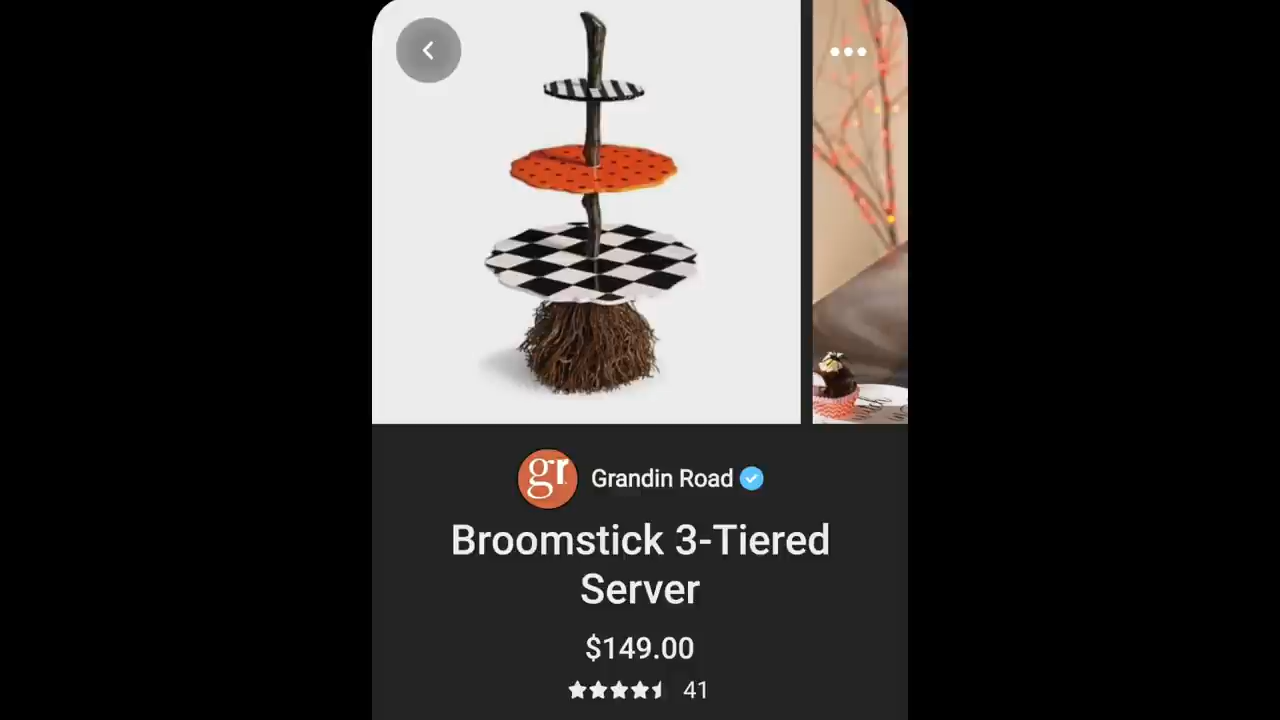 gr
Grandin Road
Broomstick 3-Tiered
Server
$149.00
41